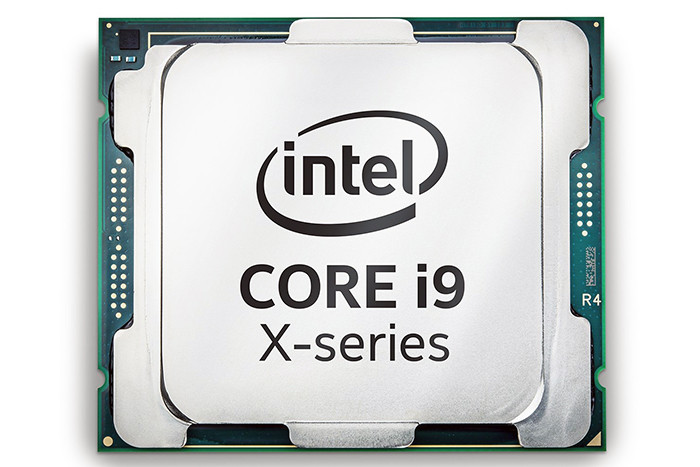 intel
CORE i9
X-series
R4